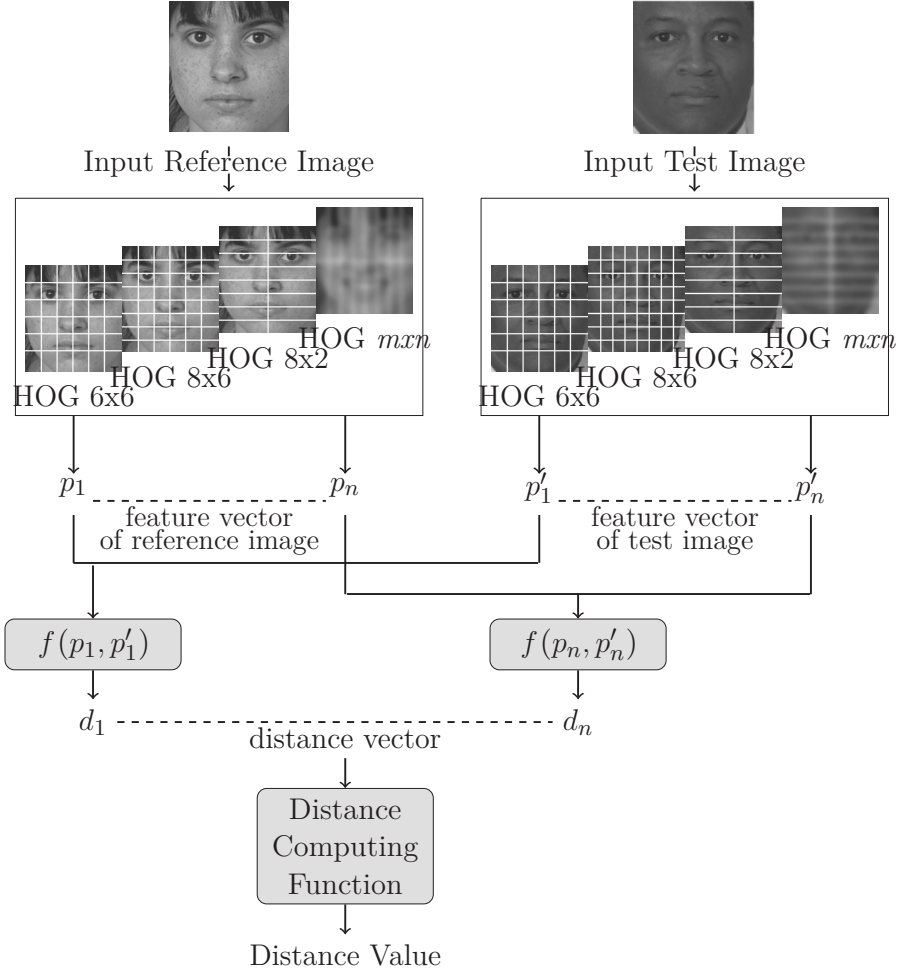 Input Reference Image
Input Test Image
HOG 6x6
HOG 8x6
HOG 8x2
HOG mxn
HOG 6x6
HOG 8x6
HOG 8x2
HOG mxn
p₁
pₙ
p′₁
p′ₙ
feature vector
of reference image
feature vector
of test image
f(p₁, p′₁)
f(pₙ, p′ₙ)
d₁
dₙ
distance vector
Distance
Computing
Function
Distance Value